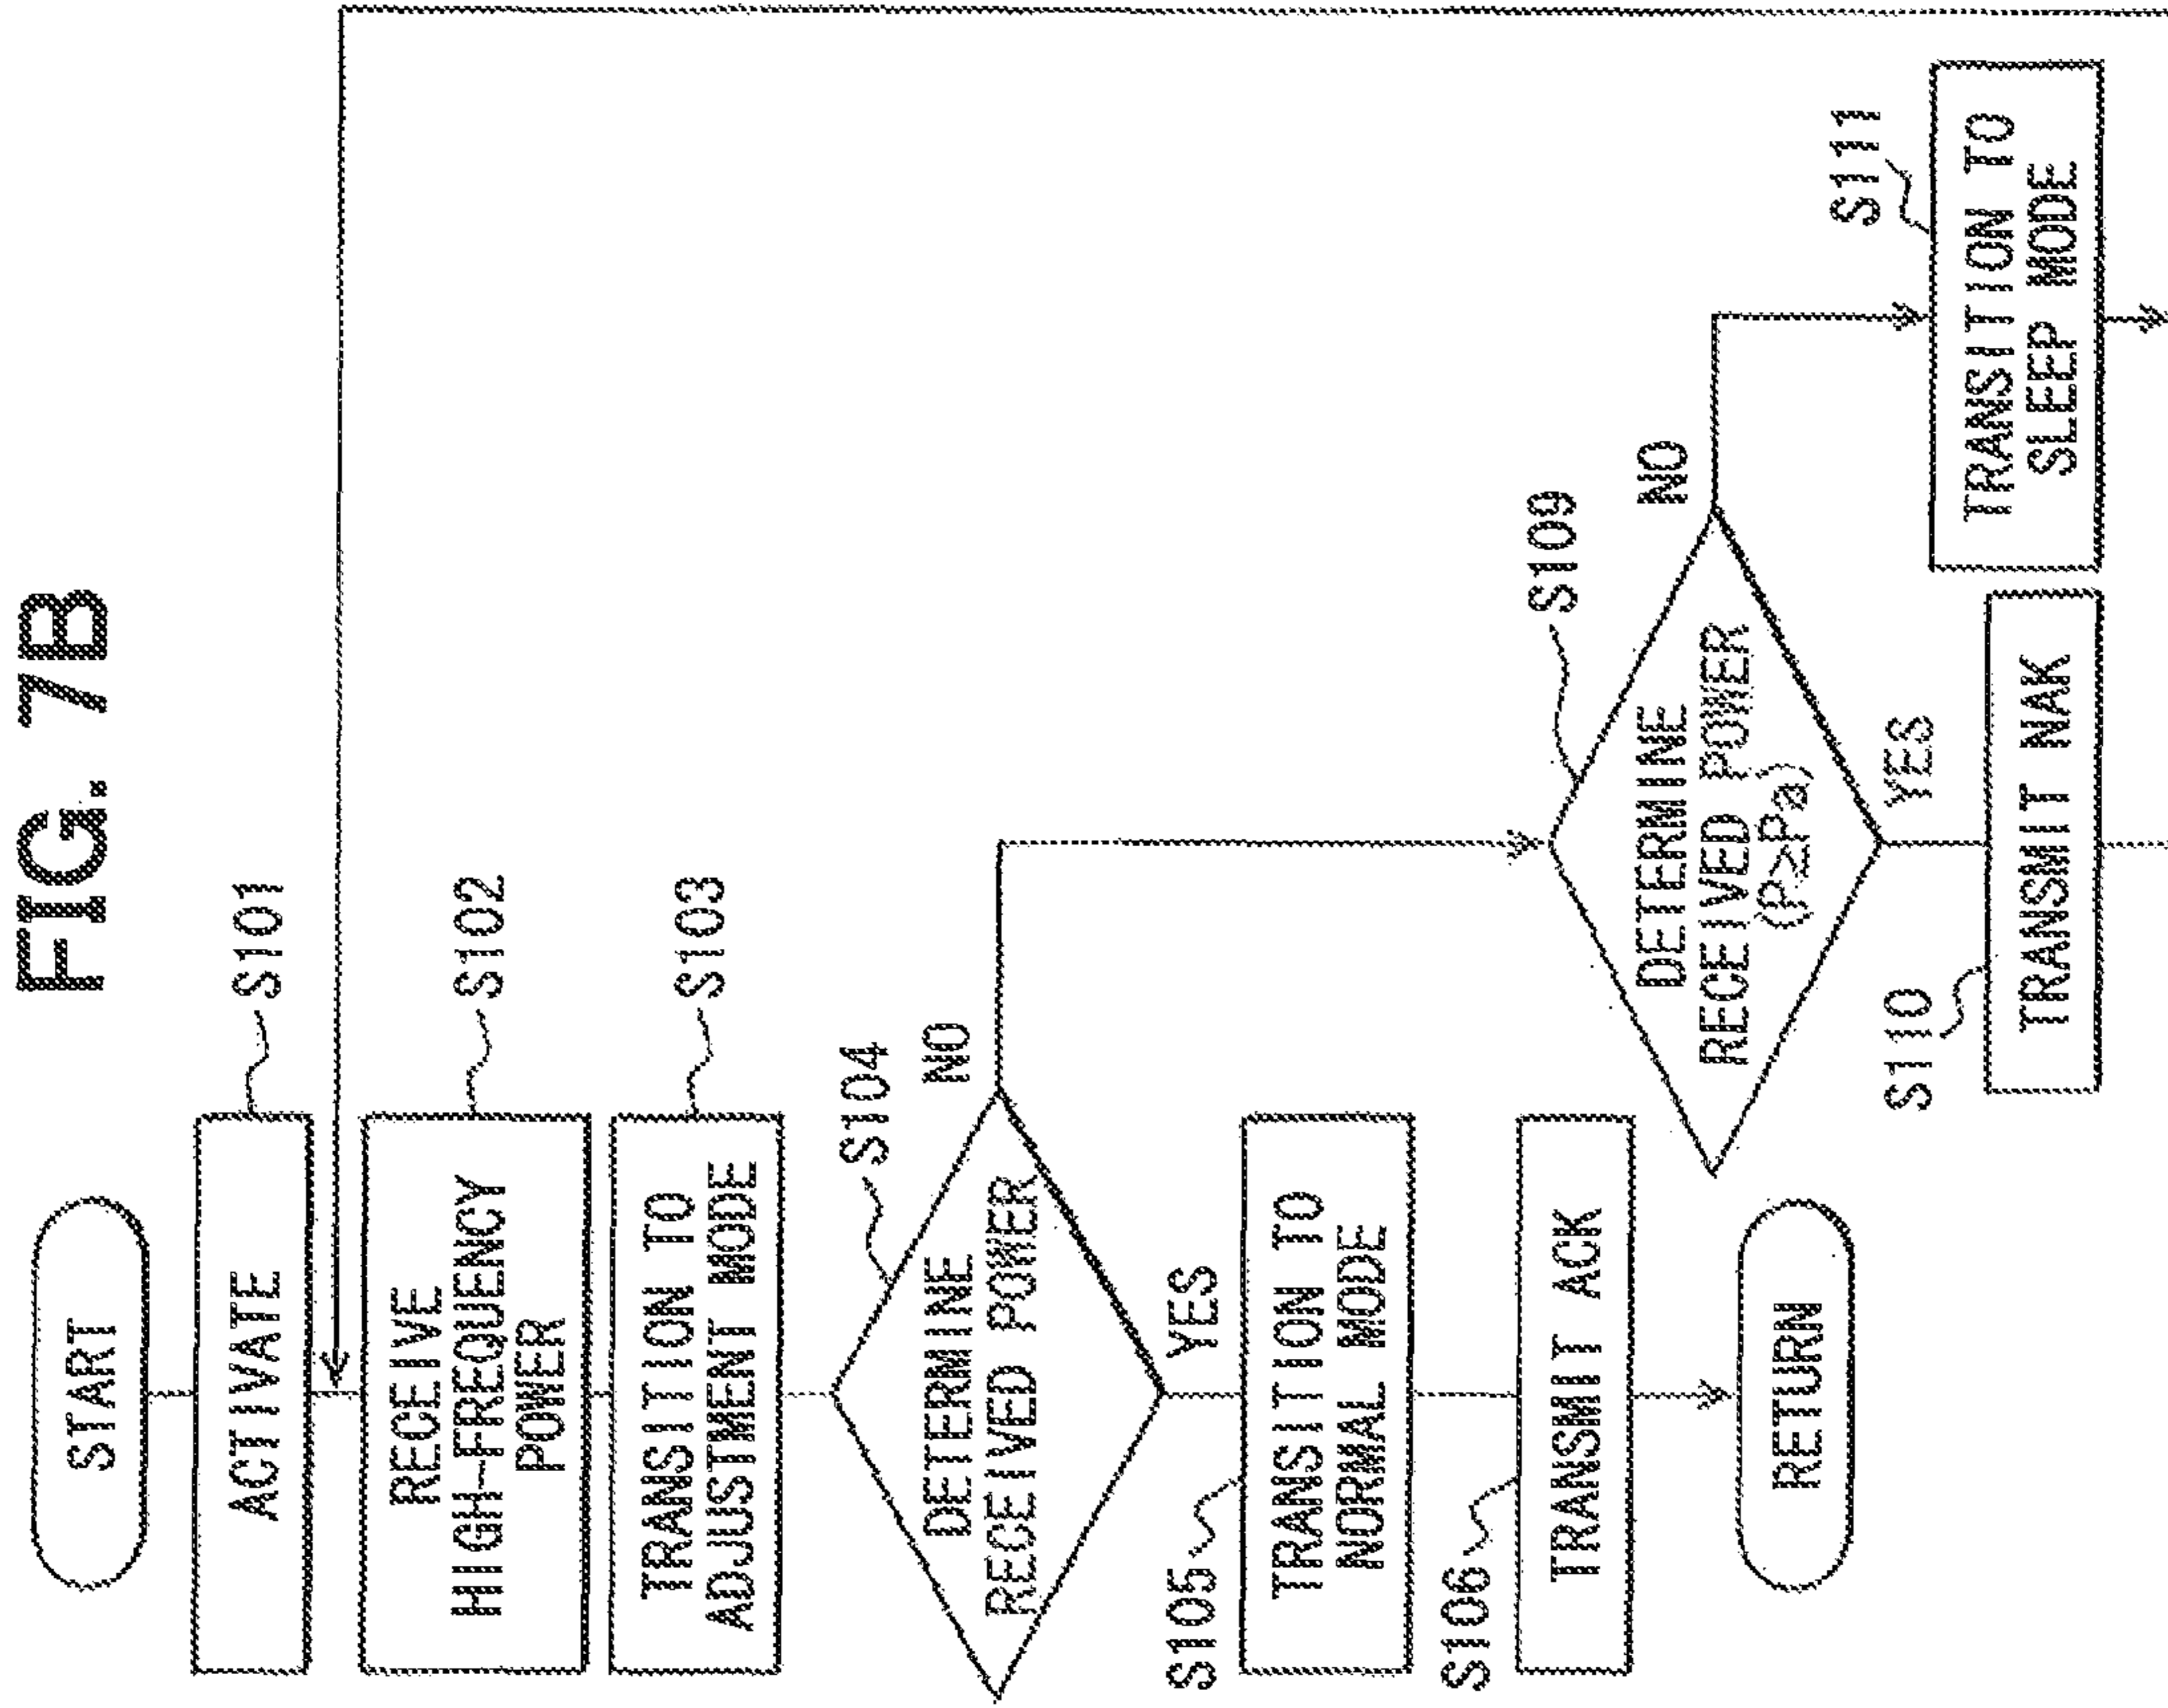 FIG. 7B
START
ACTIVATE
S101
RECEIVE
HIGH-FREQUENCY
POWER
S102
TRANSITION TO
ADJUSTMENT MODE
S103
DETERMINE
RECEIVED POWER
S104
NO
YES
S105
TRANSITION TO
NORMAL MODE
S106
TRANSMIT ACK
RETURN
DETERMINE
RECEIVED POWER
(P≥Pa)
S109
NO
YES
S110
TRANSMIT NAK
S111
TRANSITION TO
SLEEP MODE